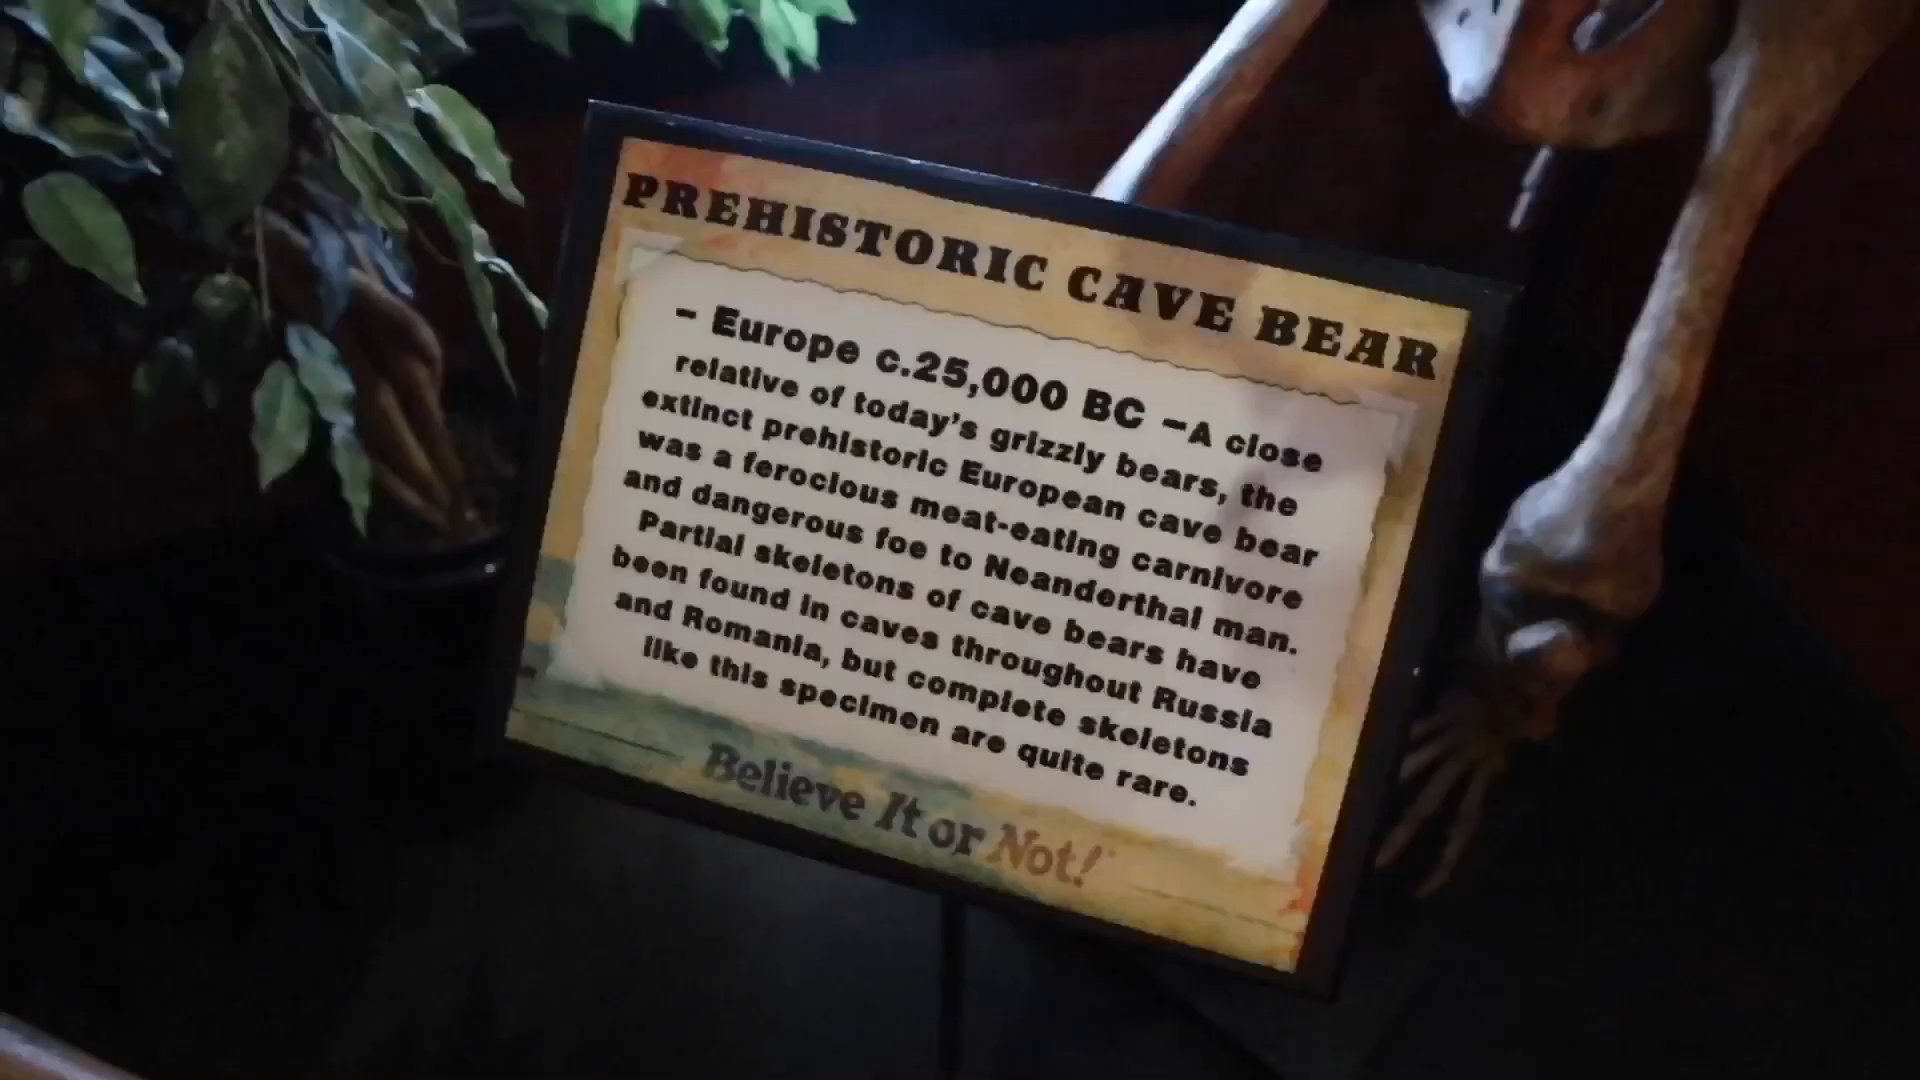 PREHISTORIC CAVE BEAR
- Europe c.25,000 BC -A close
relative of today's grizzly bears, the
extinct prehistoric European cave bear
was a ferocious meat-eating carnivore
and dangerous foe to Neanderthal man.
Partial skeletons of cave bears have
been found in caves throughout Russia
and Romania, but complete skeletons
like this specimen are quite rare.
Believe It or Not!